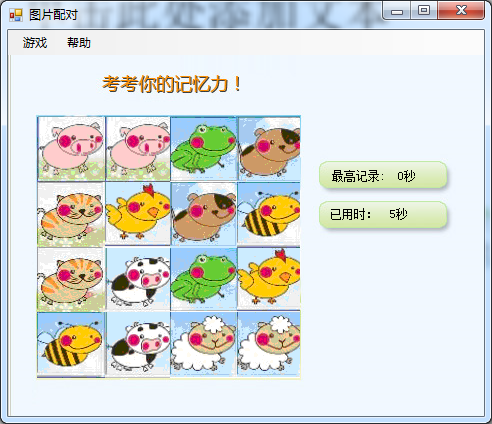 图片配对
游戏 帮助
考考你的记忆力！
最高记录: 0秒
已用时: 5秒